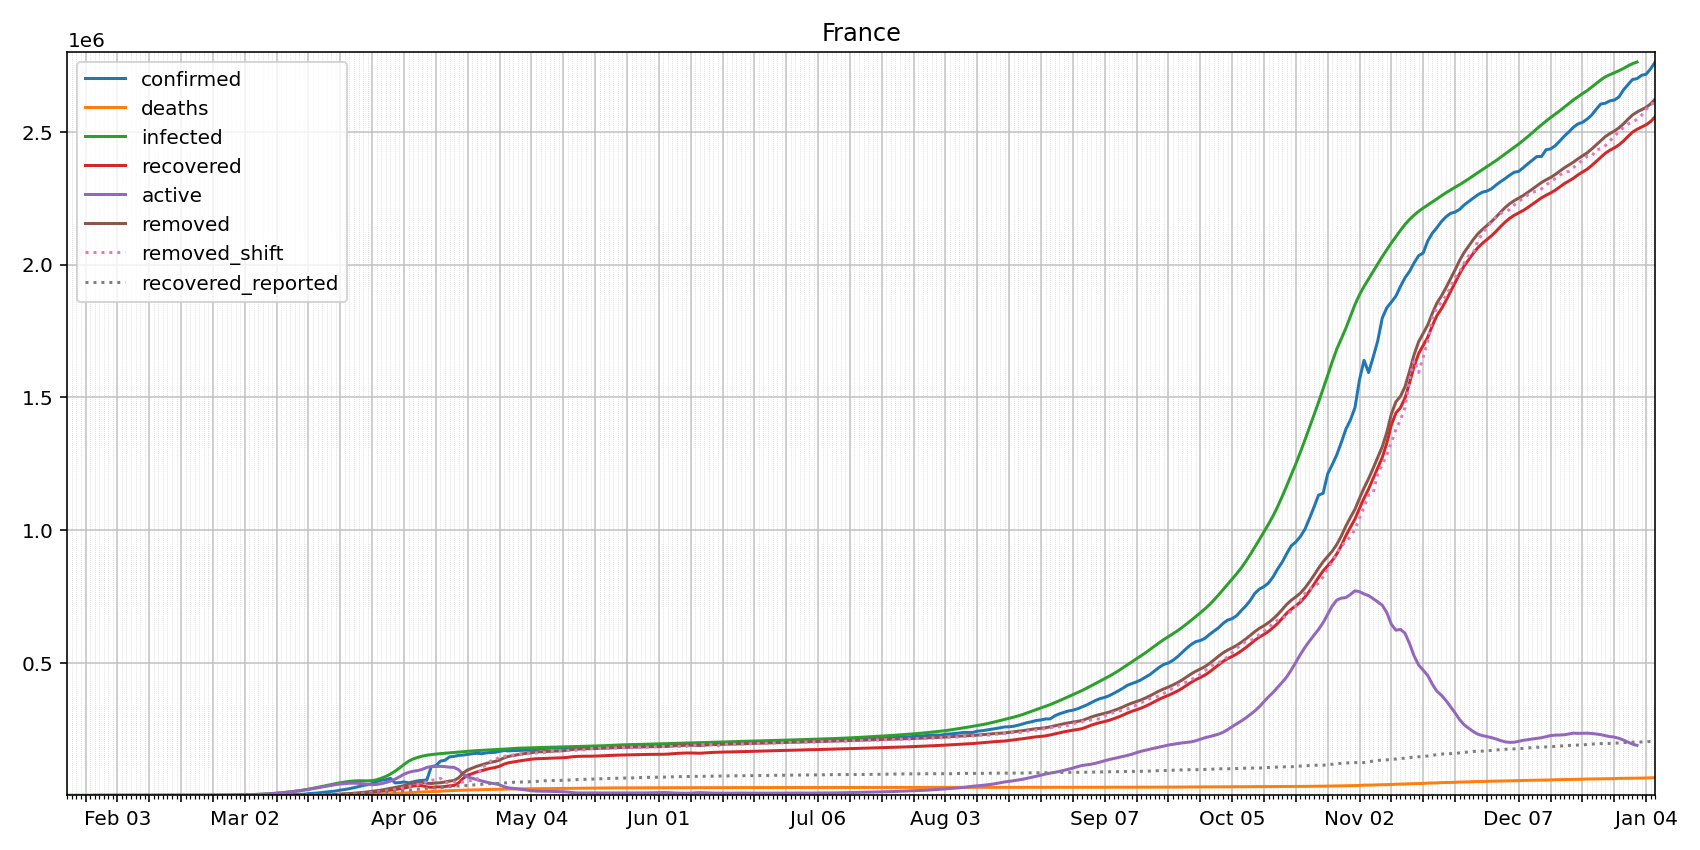 France
1e6
confirmed
deaths
infected
recovered
active
removed
removed_shift
recovered_reported
2.5
2.0
1.5
1.0
0.5
Feb 03 Mar 02 Apr 06 May 04 Jun 01 Jul 06 Aug 03 Sep 07 Oct 05 Nov 02 Dec 07 Jan 04